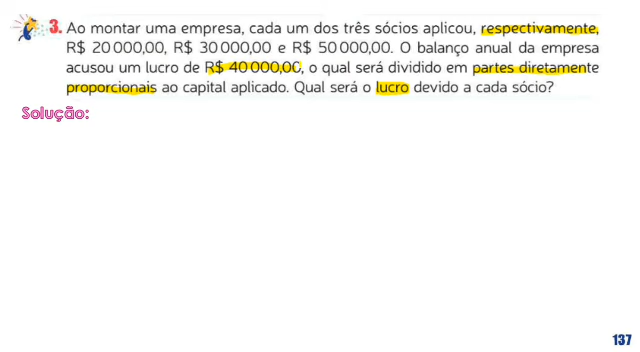 3. Ao montar uma empresa, cada um dos três sócios aplicou, respectivamente,
R$ 20 000,00, R$ 30 000,00 e R$ 50 000,00. O balanço anual da empresa
acusou um lucro de R$ 40 000,00, o qual será dividido em partes diretamente
proporcionais ao capital aplicado. Qual será o lucro devido a cada sócio?
Solução:
137